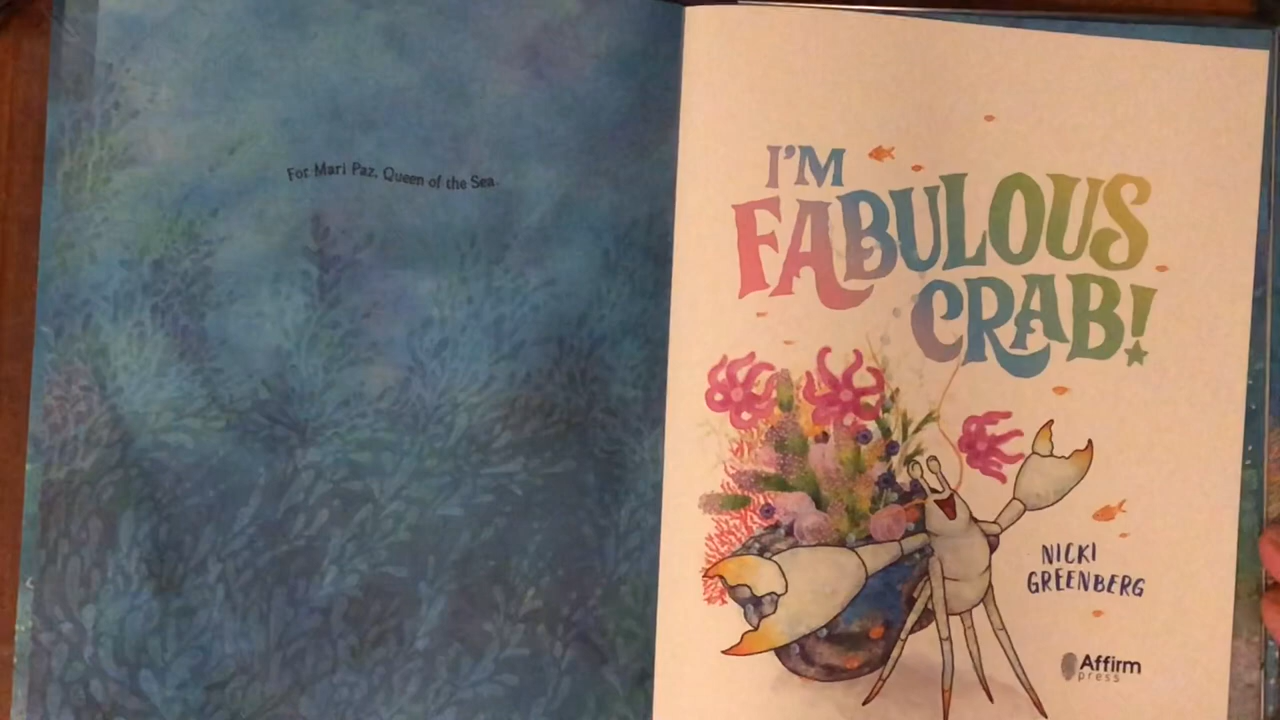 For Mari Paz, Queen of the Sea
I'M
FABULOUS
CRAB!
NICKI
GREENBERG
Affirm
press